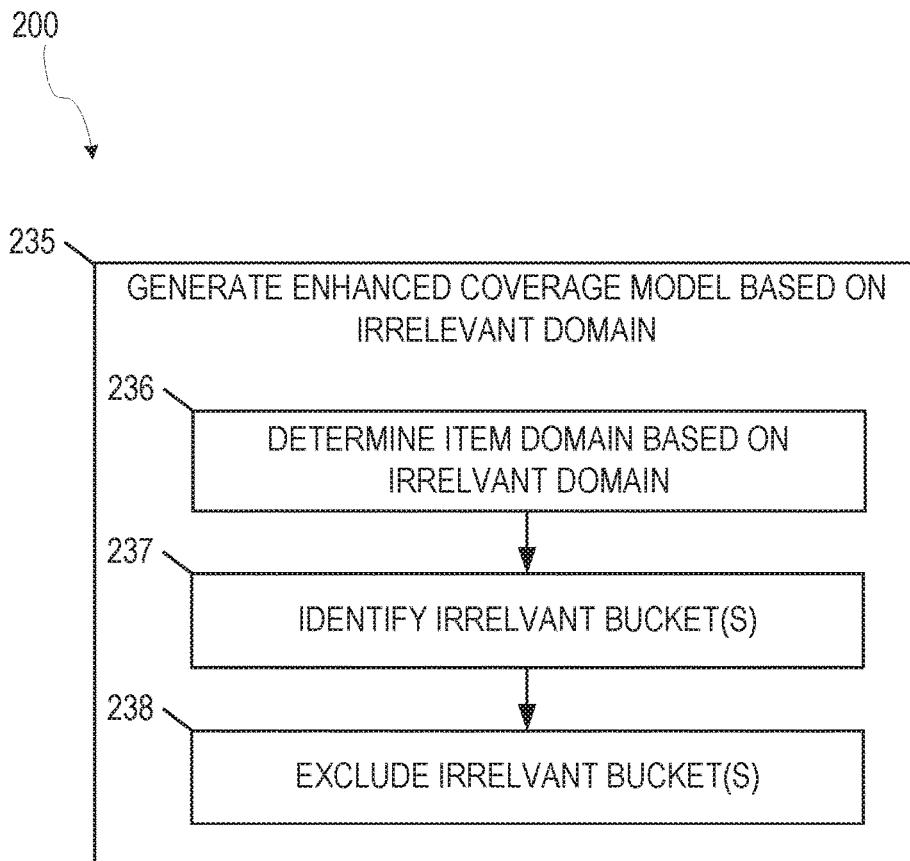 200
235
GENERATE ENHANCED COVERAGE MODEL BASED ON
IRRELEVANT DOMAIN
236
DETERMINE ITEM DOMAIN BASED ON
IRRELVANT DOMAIN
237
IDENTIFY IRRELVANT BUCKET(S)
238
EXCLUDE IRRELVANT BUCKET(S)